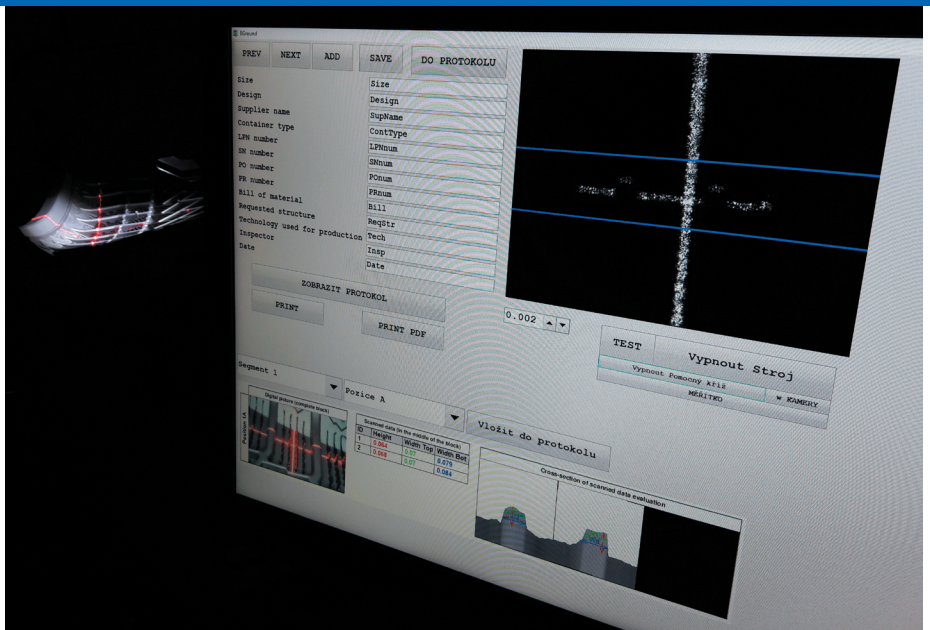 PREV NEXT ADD SAVE DO PROTOKOLU
Size Size
Design Design
Supplier name SupName
Container type ContType
LPN number LPNnum
SN number SNnum
PO number POnum
PR number PRnum
Bill of material Bill
Requested structure ReqStr
Technology used for production Tech
Inspector Insp
Date Date
ZOBRAZIT PROTOKOL
PRINT
PRINT PDF
0.002
TEST Vypnout Stroj
Vypnout Pomocný kříž
MĚŘÍTKO w KAMERY
Segment 1
Pozice A
Vložit do protokolu
Digital picture (complete block)
Position 1A
Scanned data (in the middle of the block)
ID Height Width Top Width Bot
1 0.064 0.07 0.079
2 0.068 0.07 0.084
Cross-section of scanned data evaluation